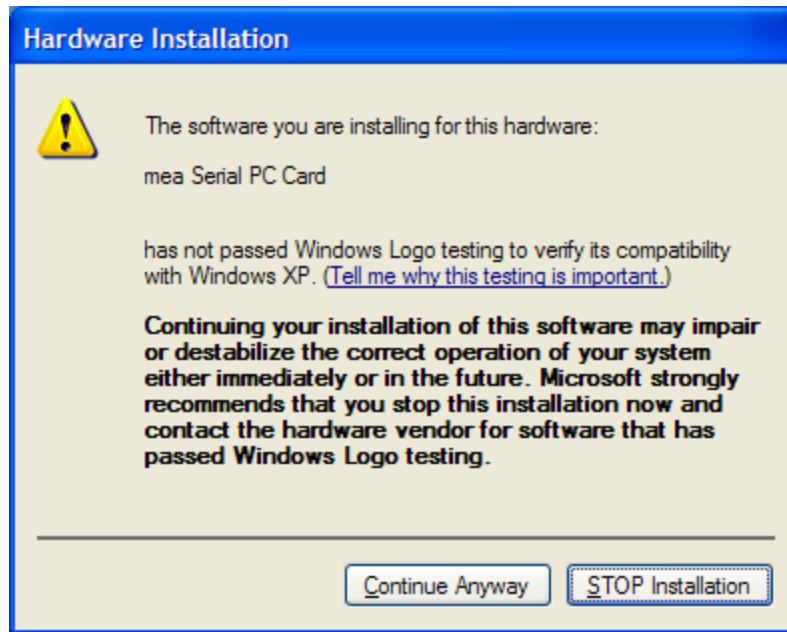 Hardware Installation
The software you are installing for this hardware:
mea Serial PC Card
has not passed Windows Logo testing to verify its compatibility
with Windows XP. (Tell me why this testing is important.)
Continuing your installation of this software may impair
or destabilize the correct operation of your system
either immediately or in the future. Microsoft strongly
recommends that you stop this installation now and
contact the hardware vendor for software that has
passed Windows Logo testing.
Continue Anyway
STOP Installation